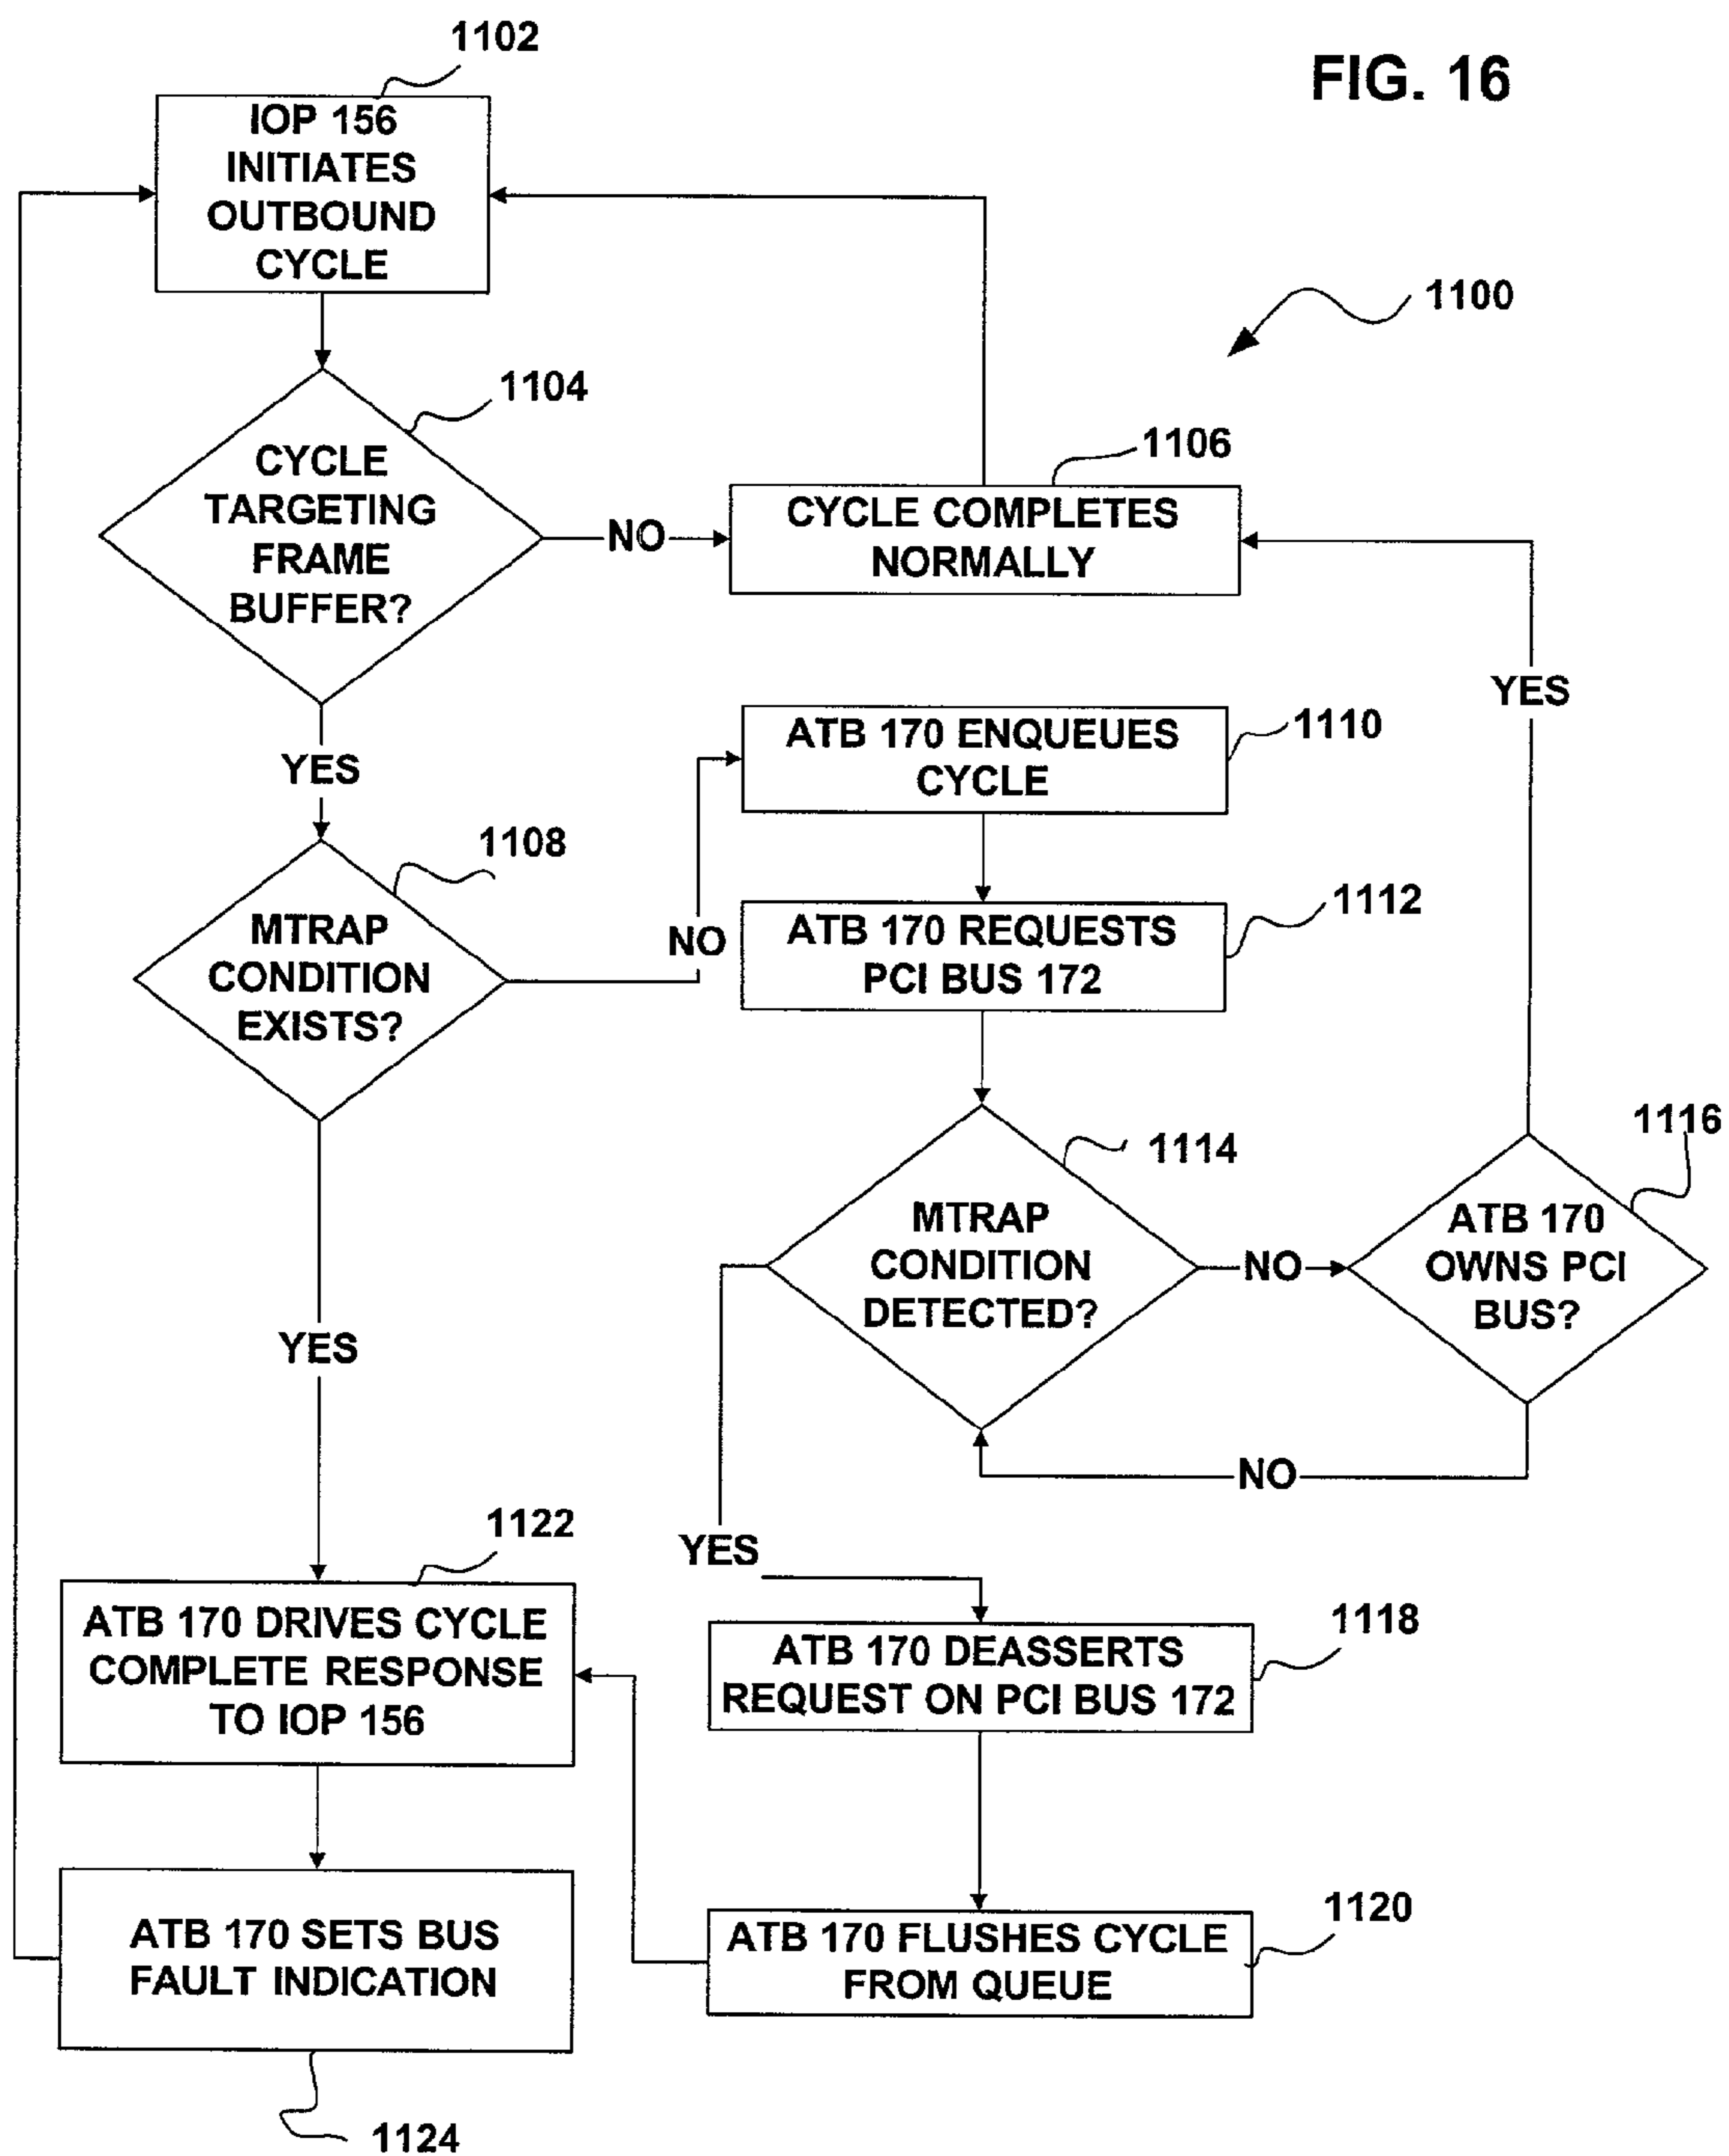 FIG. 16
1102
IOP 156
INITIATES
OUTBOUND
CYCLE
1100
1104
CYCLE
TARGETING
FRAME
BUFFER?
NO
1106
CYCLE COMPLETES
NORMALLY
YES
YES
1108
MTRAP
CONDITION
EXISTS?
NO
1110
ATB 170 ENQUEUES
CYCLE
1112
ATB 170 REQUESTS
PCI BUS 172
1114
MTRAP
CONDITION
DETECTED?
NO
1116
ATB 170
OWNS PCI
BUS?
NO
YES
YES
1118
ATB 170 DEASSERTS
REQUEST ON PCI BUS 172
1120
ATB 170 FLUSHES CYCLE
FROM QUEUE
1122
ATB 170 DRIVES CYCLE
COMPLETE RESPONSE
TO IOP 156
ATB 170 SETS BUS
FAULT INDICATION
1124